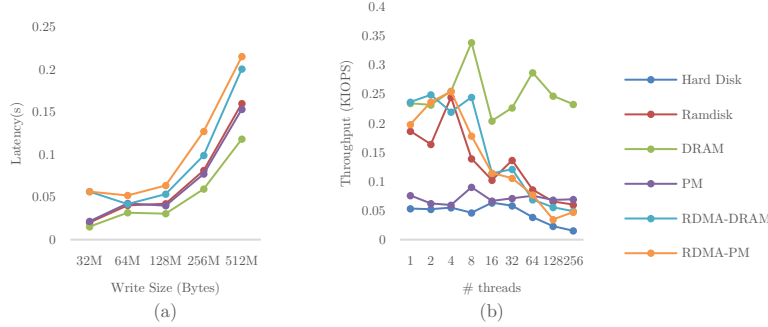 0.25
0.2
0.15
0.1
0.05
0
Latency(s)
32M 64M 128M 256M 512M
Write Size (Bytes)
(a)
0.4
0.35
0.3
0.25
0.2
0.15
0.1
0.05
0
Throughput (KIOPS)
1 2 4 8 16 32 64 128 256
# threads
(b)
Hard Disk
Ramdisk
DRAM
PM
RDMA-DRAM
RDMA-PM